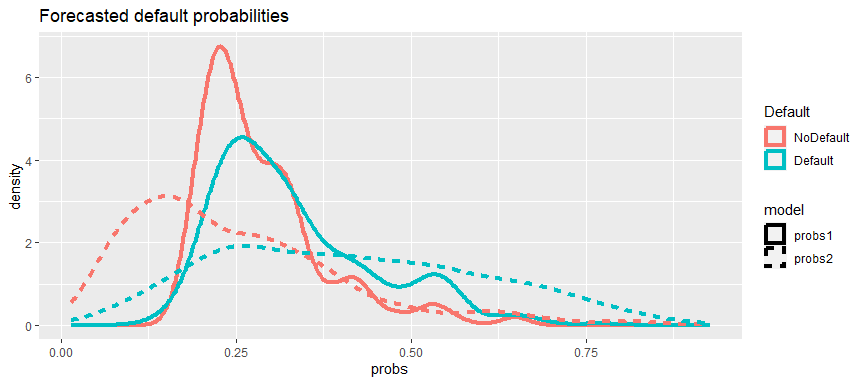 Forecasted default probabilities
6
4
2
0
density
0.00
0.25
0.50
0.75
probs
Default
NoDefault
Default
model
probs1
probs2